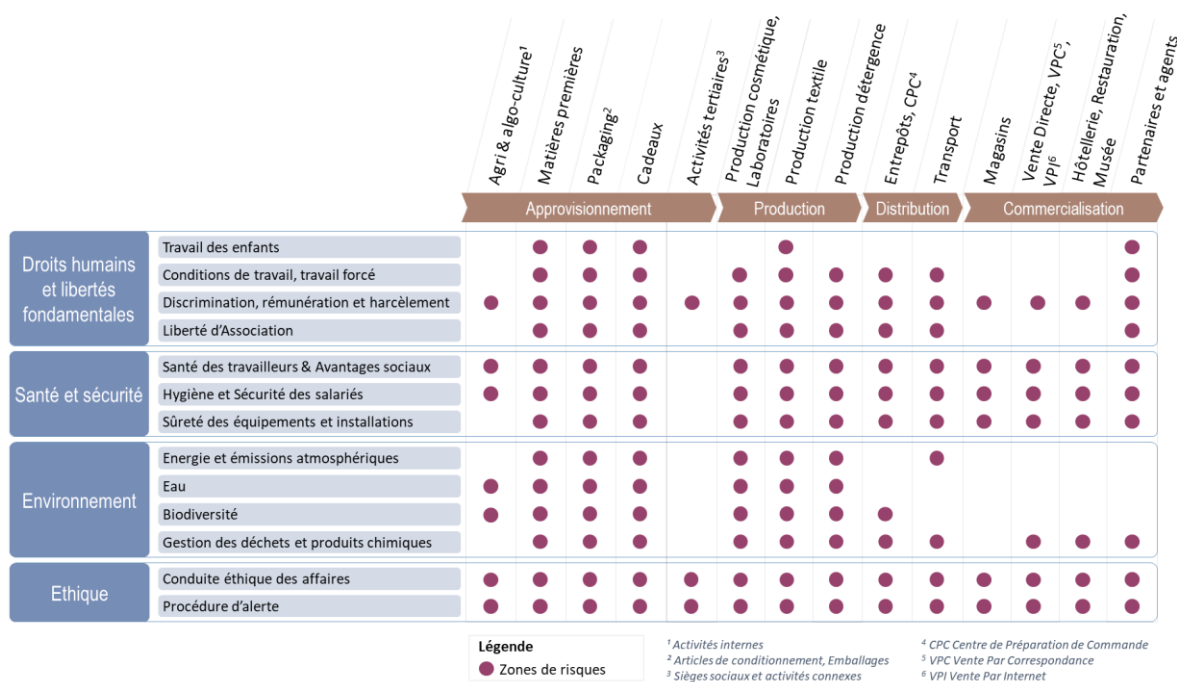 Agri & algo-culture¹
Matières premières
Packaging²
Cadeaux
Activités tertiaires³
Production cosmétique,
Laboratoires
Production textile
Production détergence
Entrepôts, CPC⁴
Transport
Magasins
Vente Directe, VPC⁵,
VPI⁶
Hôtellerie, Restauration,
Musée
Partenaires et agents
Approvisionnement
Production
Distribution
Commercialisation
Droits humains
et libertés
fondamentales
Travail des enfants
Conditions de travail, travail forcé
Discrimination, rémunération et harcèlement
Liberté d'Association
Santé et sécurité
Santé des travailleurs & Avantages sociaux
Hygiène et Sécurité des salariés
Sûreté des équipements et installations
Environnement
Energie et émissions atmosphériques
Eau
Biodiversité
Gestion des déchets et produits chimiques
Ethique
Conduite éthique des affaires
Procédure d'alerte
Légende
Zones de risques
¹ Activités internes
² Articles de conditionnement, Emballages
³ Sièges sociaux et activités connexes
⁴ CPC Centre de Préparation de Commande
⁵ VPC Vente Par Correspondance
⁶ VPI Vente Par Internet